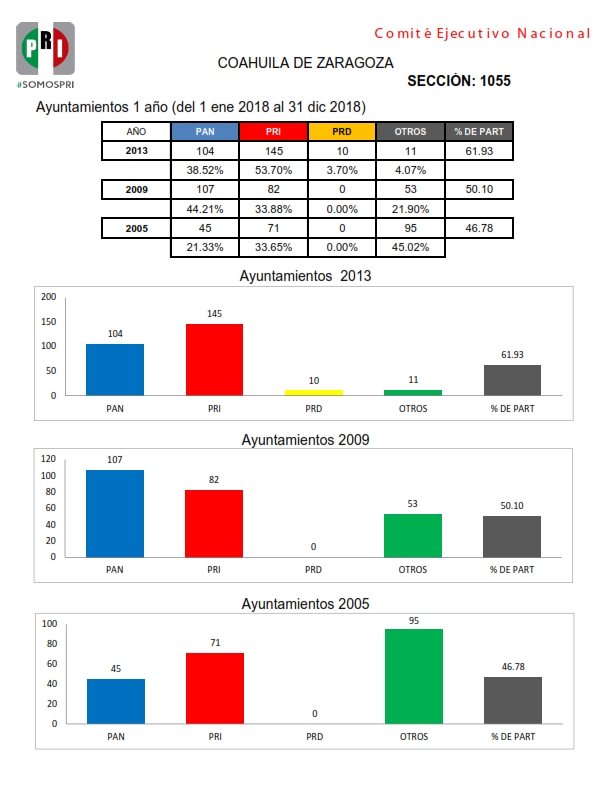 Comité Ejecutivo Nacional
PRI
#SOMOSPRI
COAHUILA DE ZARAGOZA
SECCIÓN: 1055
Ayuntamientos 1 año (del 1 ene 2018 al 31 dic 2018)
AÑO PAN PRI PRD OTROS % DE PART
2013 104 145 10 11 61.93
38.52% 53.70% 3.70% 4.07%
2009 107 82 0 53 50.10
44.21% 33.88% 0.00% 21.90%
2005 45 71 0 95 46.78
21.33% 33.65% 0.00% 45.02%
Ayuntamientos 2013
200
150
100
50
0
104 145 10 11 61.93
PAN PRI PRD OTROS % DE PART
Ayuntamientos 2009
120
100
80
60
40
20
0
107 82 0 53 50.10
PAN PRI PRD OTROS % DE PART
Ayuntamientos 2005
100
80
60
40
20
0
45 71 0 95 46.78
PAN PRI PRD OTROS % DE PART